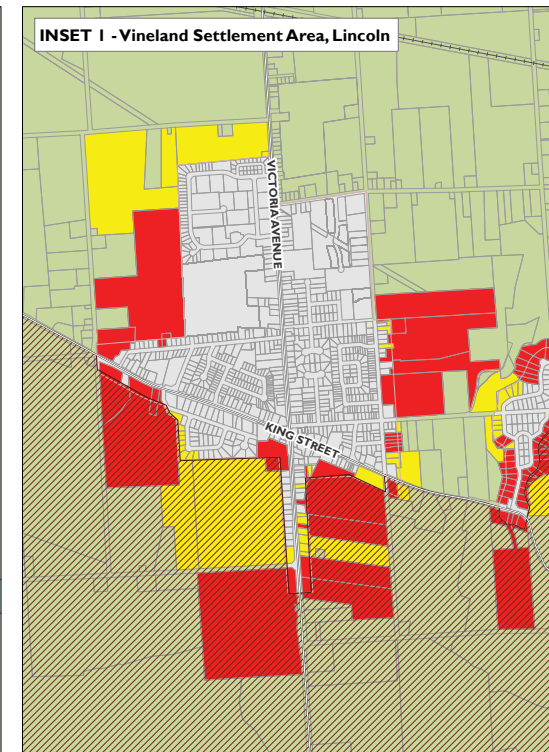 INSET 1 - Vineland Settlement Area, Lincoln
VICTORIA AVENUE
KING STREET